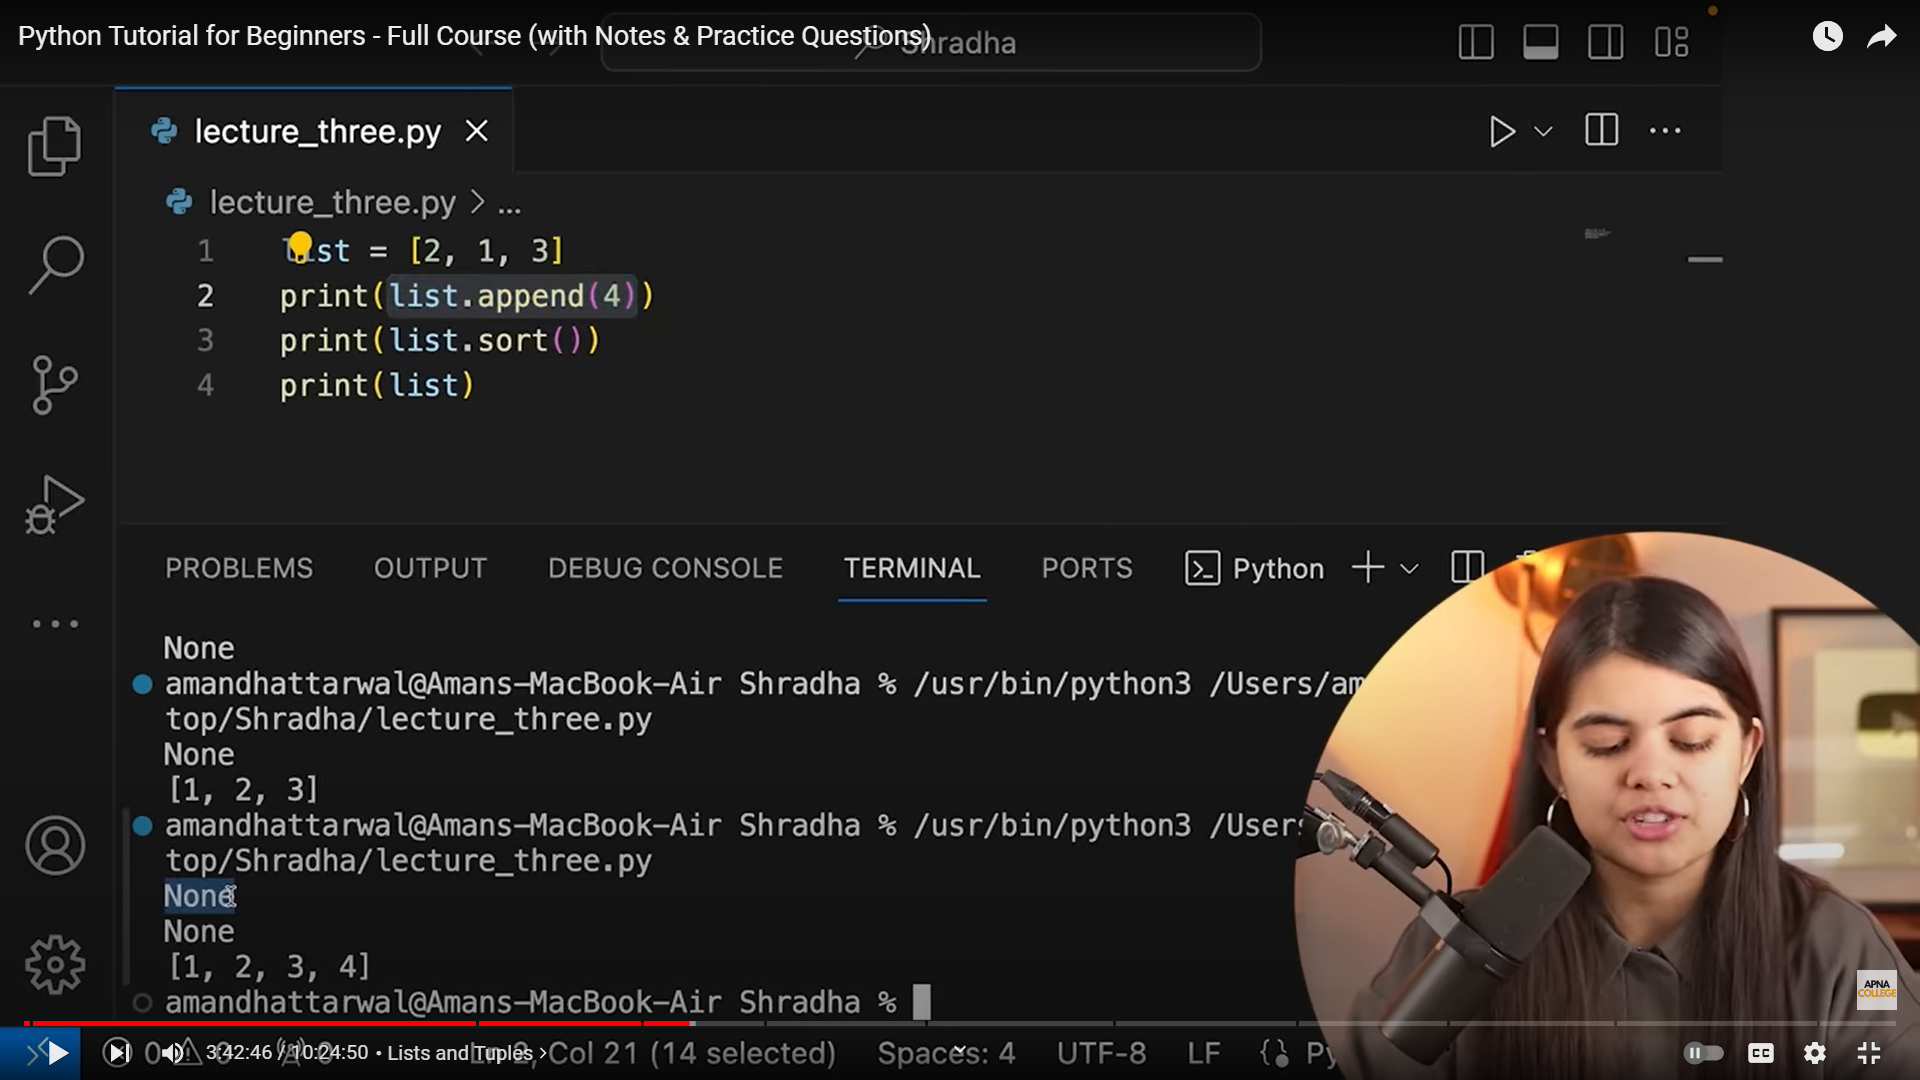 Python Tutorial for Beginners - Full Course (with Notes & Practice Questions)
Shradha
lecture_three.py
lecture_three.py > ...
1 list = [2, 1, 3]
2 print(list.append(4))
3 print(list.sort())
4 print(list)
PROBLEMS OUTPUT DEBUG CONSOLE TERMINAL PORTS Python
None
amandhattarwal@Amans-MacBook-Air Shradha % /usr/bin/python3 /Users/am
top/Shradha/lecture_three.py
None
[1, 2, 3]
amandhattarwal@Amans-MacBook-Air Shradha % /usr/bin/python3 /Users
top/Shradha/lecture_three.py
None
None
[1, 2, 3, 4]
amandhattarwal@Amans-MacBook-Air Shradha %
APNA
COLLEGE
3:42:46 / 10:24:50 • Lists and Tuples > Col 21 (14 selected) Spaces: 4 UTF-8 LF Py
CC